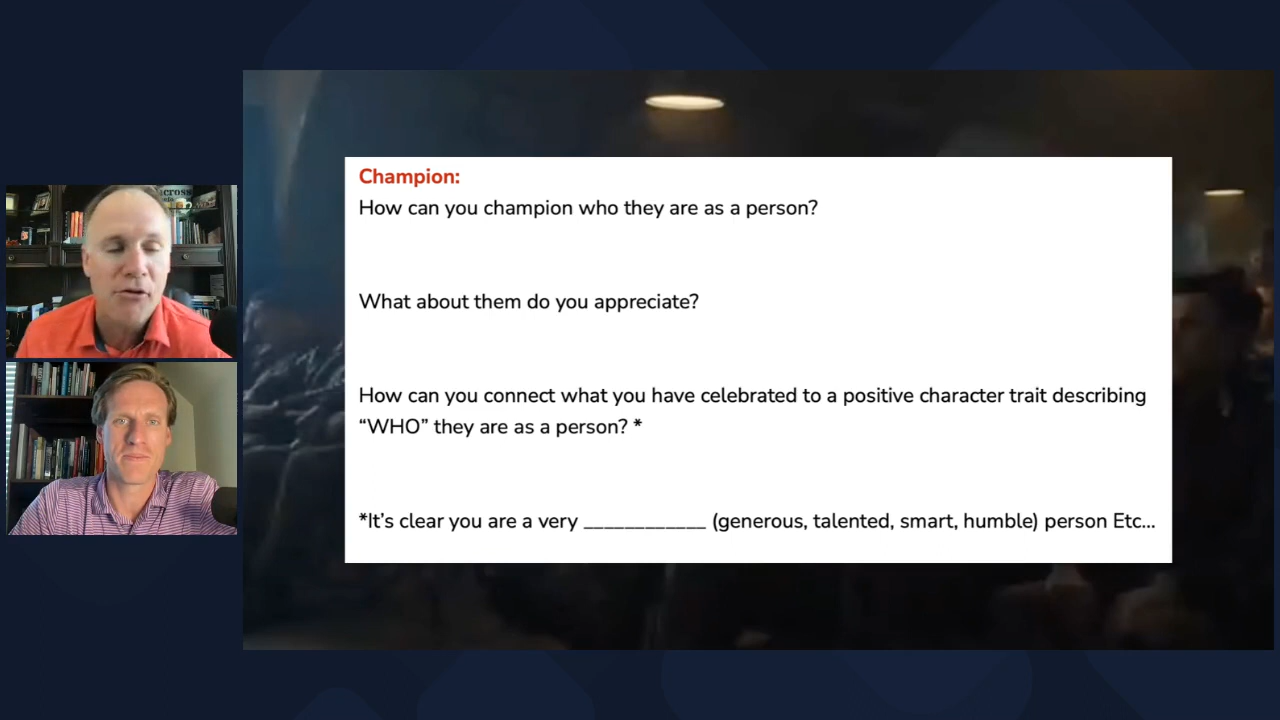 CROSS
Champion:
How can you champion who they are as a person?
What about them do you appreciate?
How can you connect what you have celebrated to a positive character trait describing
“WHO” they are as a person? *
*It’s clear you are a very ____________ (generous, talented, smart, humble) person Etc...